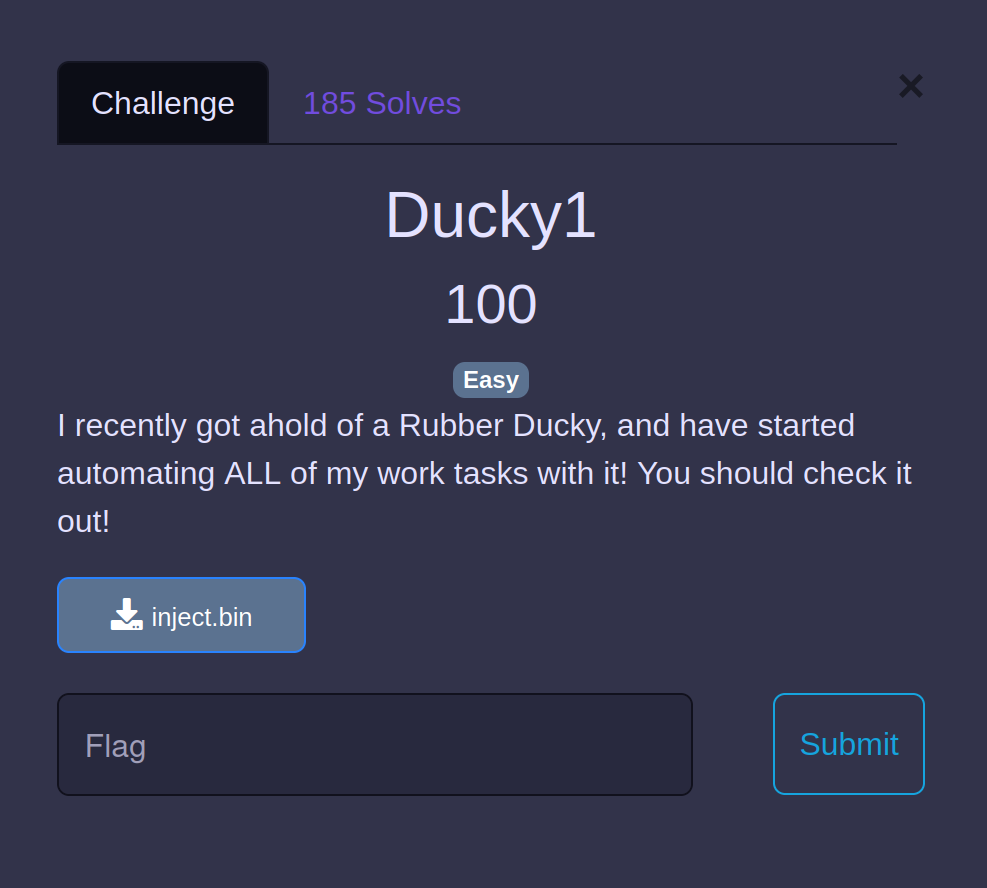 Challenge
185 Solves
×
Ducky1
100
Easy
I recently got ahold of a Rubber Ducky, and have started
automating ALL of my work tasks with it! You should check it
out!
inject.bin
Flag
Submit